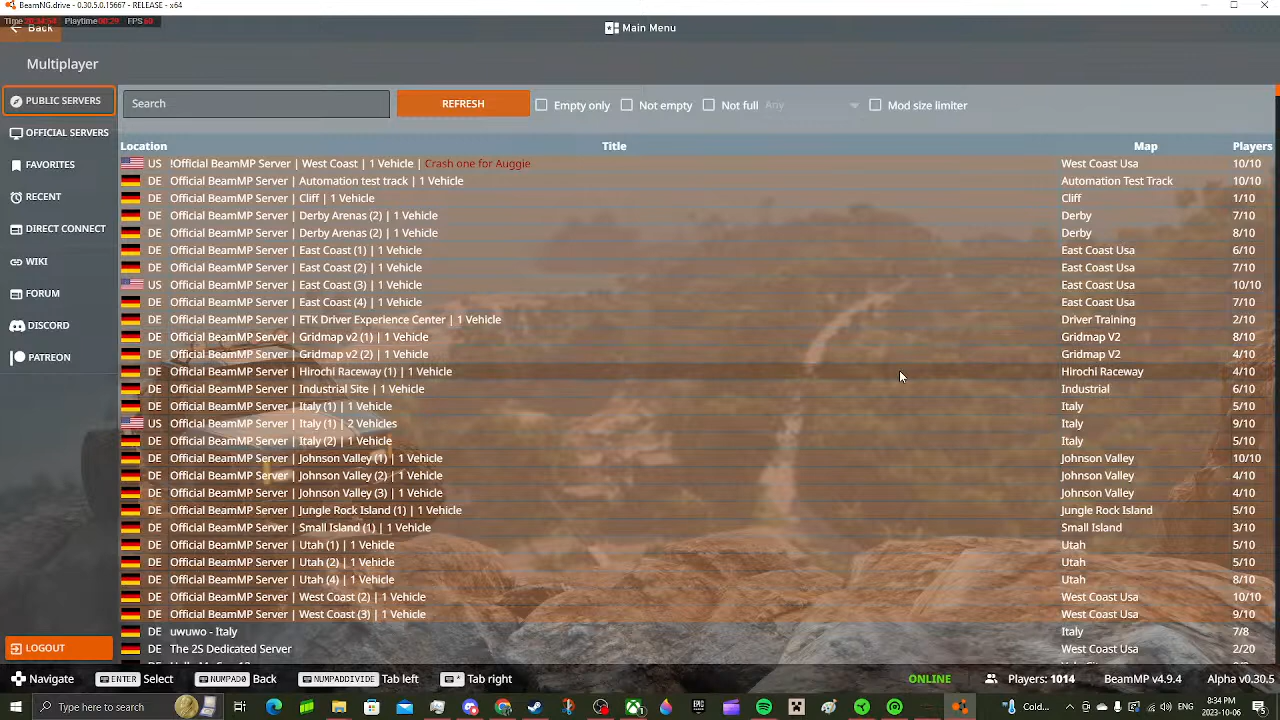 BeamNG.drive - 0.30.5.0.15667 - RELEASE - x64
Playtime 00:29 FPS 60
Back
Main Menu
Multiplayer
PUBLIC SERVERS
Search
REFRESH
Empty only
Not empty
Not full
Any
Mod size limiter
OFFICIAL SERVERS
FAVORITES
RECENT
DIRECT CONNECT
WIKI
FORUM
DISCORD
PATREON
LOGOUT
Location Title Map Players
US !Official BeamMP Server | West Coast | 1 Vehicle | Crash one for Auggie West Coast Usa 10/10
DE Official BeamMP Server | Automation test track | 1 Vehicle Automation Test Track 10/10
DE Official BeamMP Server | Cliff | 1 Vehicle Cliff 1/10
DE Official BeamMP Server | Derby Arenas (2) | 1 Vehicle Derby 7/10
DE Official BeamMP Server | Derby Arenas (2) | 1 Vehicle Derby 8/10
DE Official BeamMP Server | East Coast (1) | 1 Vehicle East Coast Usa 6/10
DE Official BeamMP Server | East Coast (2) | 1 Vehicle East Coast Usa 7/10
US Official BeamMP Server | East Coast (3) | 1 Vehicle East Coast Usa 10/10
DE Official BeamMP Server | East Coast (4) | 1 Vehicle East Coast Usa 7/10
DE Official BeamMP Server | ETK Driver Experience Center | 1 Vehicle Driver Training 2/10
DE Official BeamMP Server | Gridmap v2 (1) | 1 Vehicle Gridmap V2 8/10
DE Official BeamMP Server | Gridmap v2 (2) | 1 Vehicle Gridmap V2 4/10
DE Official BeamMP Server | Hirochi Raceway (1) | 1 Vehicle Hirochi Raceway 4/10
DE Official BeamMP Server | Industrial Site | 1 Vehicle Industrial 6/10
DE Official BeamMP Server | Italy (1) | 1 Vehicle Italy 5/10
US Official BeamMP Server | Italy (1) | 2 Vehicles Italy 9/10
DE Official BeamMP Server | Italy (2) | 1 Vehicle Italy 5/10
DE Official BeamMP Server | Johnson Valley (1) | 1 Vehicle Johnson Valley 10/10
DE Official BeamMP Server | Johnson Valley (2) | 1 Vehicle Johnson Valley 4/10
DE Official BeamMP Server | Johnson Valley (3) | 1 Vehicle Johnson Valley 4/10
DE Official BeamMP Server | Jungle Rock Island (1) | 1 Vehicle Jungle Rock Island 5/10
DE Official BeamMP Server | Small Island (1) | 1 Vehicle Small Island 3/10
DE Official BeamMP Server | Utah (1) | 1 Vehicle Utah 5/10
DE Official BeamMP Server | Utah (2) | 1 Vehicle Utah 5/10
DE Official BeamMP Server | Utah (4) | 1 Vehicle Utah 8/10
DE Official BeamMP Server | West Coast (2) | 1 Vehicle West Coast Usa 10/10
DE Official BeamMP Server | West Coast (3) | 1 Vehicle West Coast Usa 9/10
DE uwuwo - Italy Italy 7/8
DE The 2S Dedicated Server West Coast Usa 2/20
Navigate ENTER Select NUMPAD0 Back NUMPADDIVIDE Tab left * Tab right ONLINE Players: 1014 BeamMP v4.9.4 Alpha v0.30.5
Type here to search
Cold... ENG 8:34 PM
2023-10-06